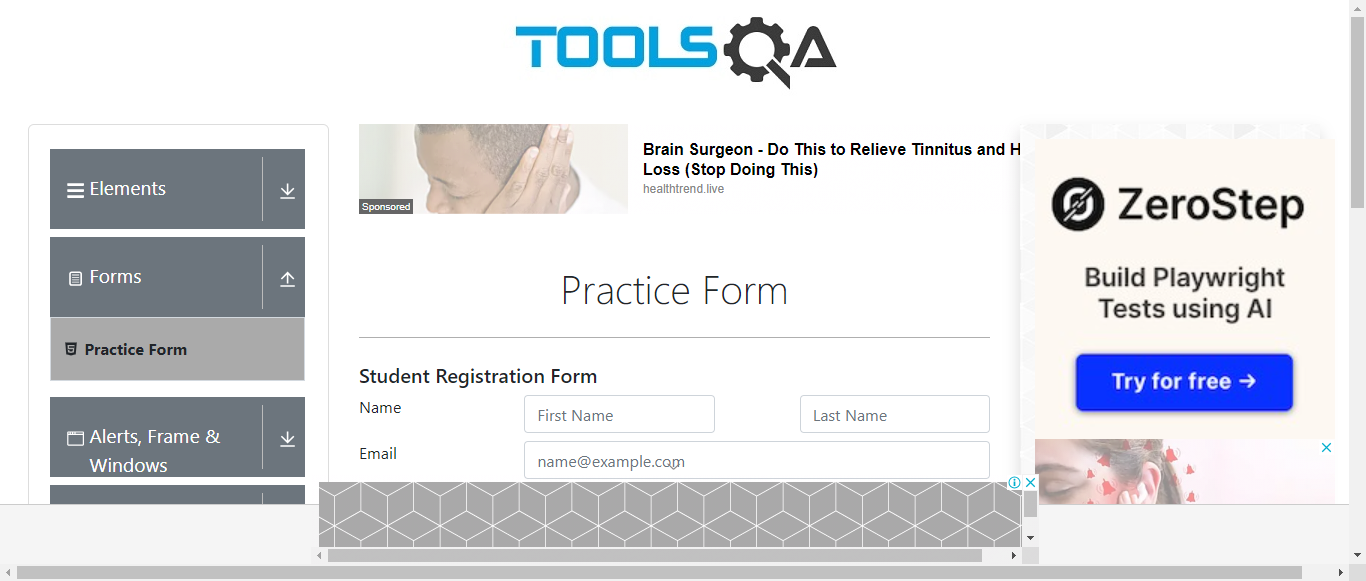 TOOLSQA
Elements
Forms
Practice Form
Alerts, Frame &
Windows
Sponsored
Brain Surgeon - Do This to Relieve Tinnitus and H
Loss (Stop Doing This)
healthtrend.live
Practice Form
Student Registration Form
Name
First Name
Last Name
Email
name@example.com
ZeroStep
Build Playwright
Tests using AI
Try for free →